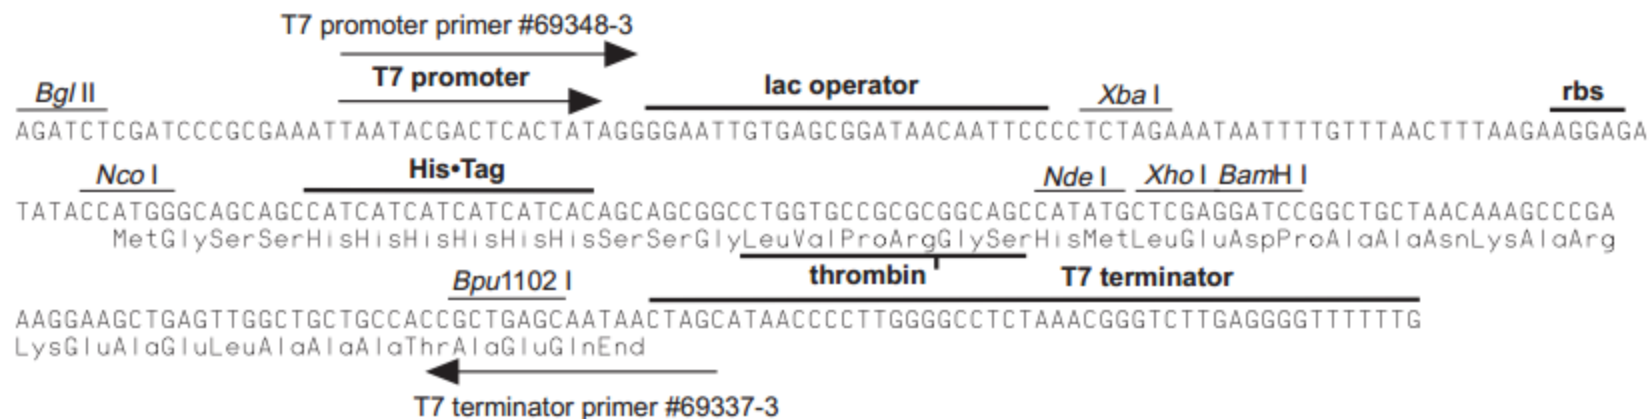 T7 promoter primer #69348-3
T7 promoter
lac operator
Bgl II
Xba I
rbs
AGATCTCGATCCCGCGAAATTAATACGACTCACTATAGGGGAATTGTGAGCGGATAACAATTCCCCTCTAGAAATAATTTTGTTTAACTTTAAGAAGGAGA
Nco I
His•Tag
Nde I
Xho I
BamH I
TATACCATGGGCAGCAGCCATCATCATCATCATCACAGCAGCGGCCTGGTGCCGCGCGGCAGCCATATGCTCGAGGATCCGGCTGCTAACAAAGCCCGA
MetGlySerSerHisHisHisHisHisHisSerSerGlyLeuValProArgGlySerHisMetLeuGluAspProAlaAlaAsnLysAlaArg
Bpu1102 I
thrombin
T7 terminator
AAGGAAGCTGAGTTGGCTGCTGCCACCGCTGAGCAATAACTAGCATAACCCCTTGGGGCCTCTAAACGGGTCTTGAGGGGTTTTTTG
LysGluAlaGluLeuAlaAlaAlaThrAlaGluGlnEnd
T7 terminator primer #69337-3